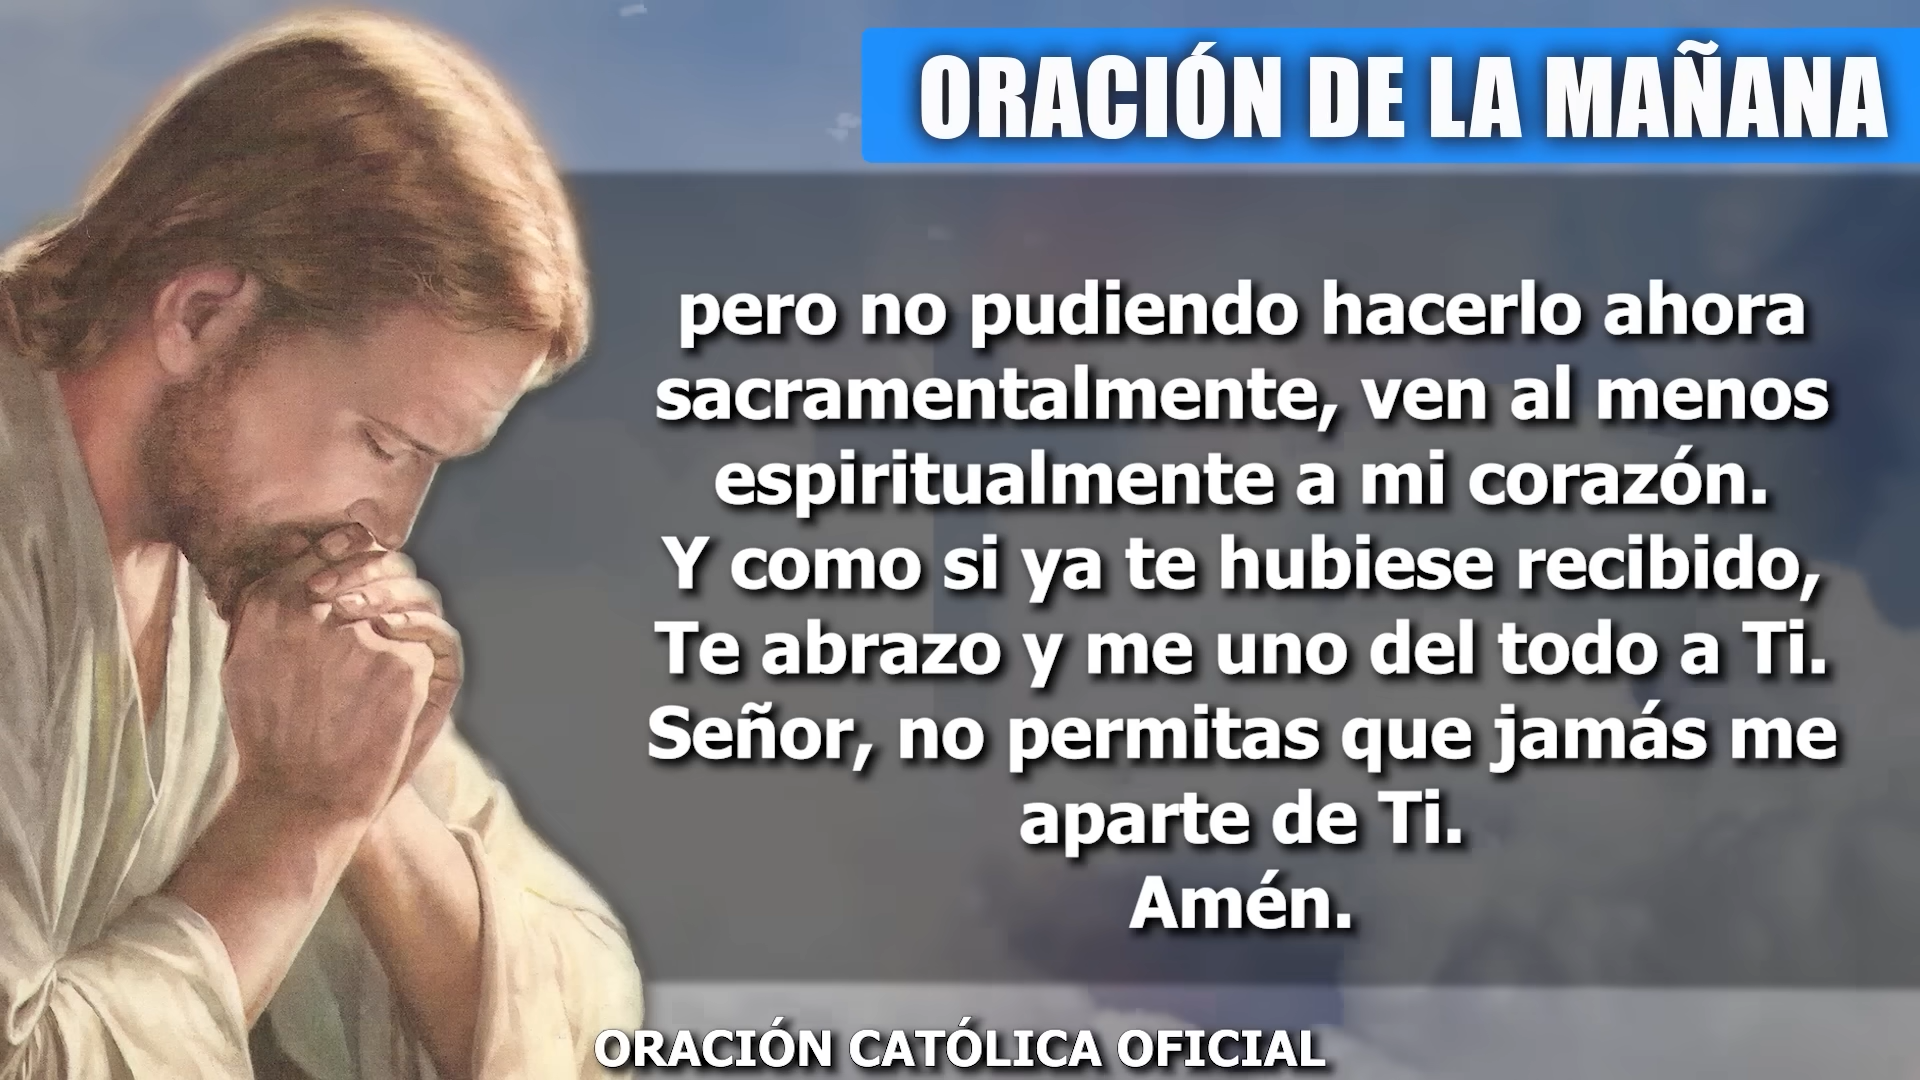 ORACIÓN DE LA MAÑANA
pero no pudiendo hacerlo ahora
sacramentalmente, ven al menos
espiritualmente a mi corazón.
Y como si ya te hubiese recibido,
Te abrazo y me uno del todo a Ti.
Señor, no permitas que jamás me
aparte de Ti.
Amén.
ORACIÓN CATÓLICA OFICIAL